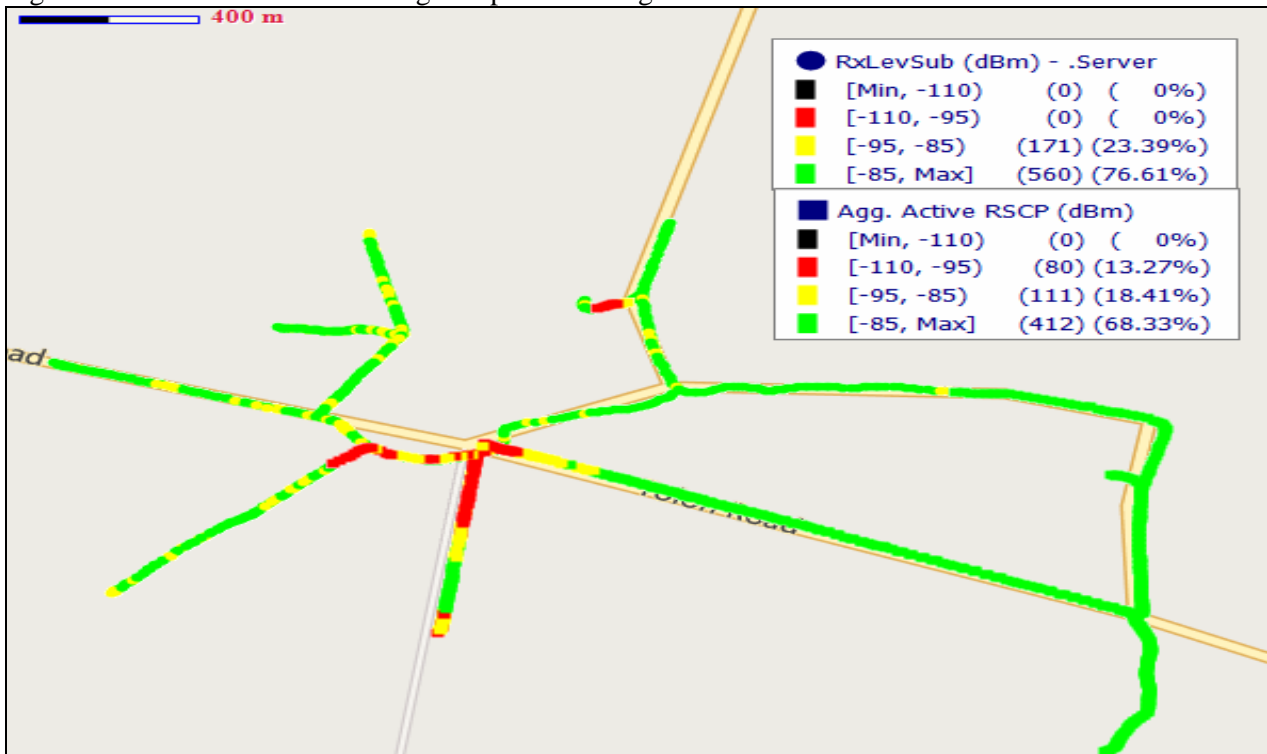 400 m
RxLevSub (dBm) - .Server
[Min, -110) (0) ( 0%)
[-110, -95) (0) ( 0%)
[-95, -85) (171) (23.39%)
[-85, Max] (560) (76.61%)
Agg. Active RSCP (dBm)
[Min, -110) (0) ( 0%)
[-110, -95) (80) (13.27%)
[-95, -85) (111) (18.41%)
[-85, Max] (412) (68.33%)
ad
Road